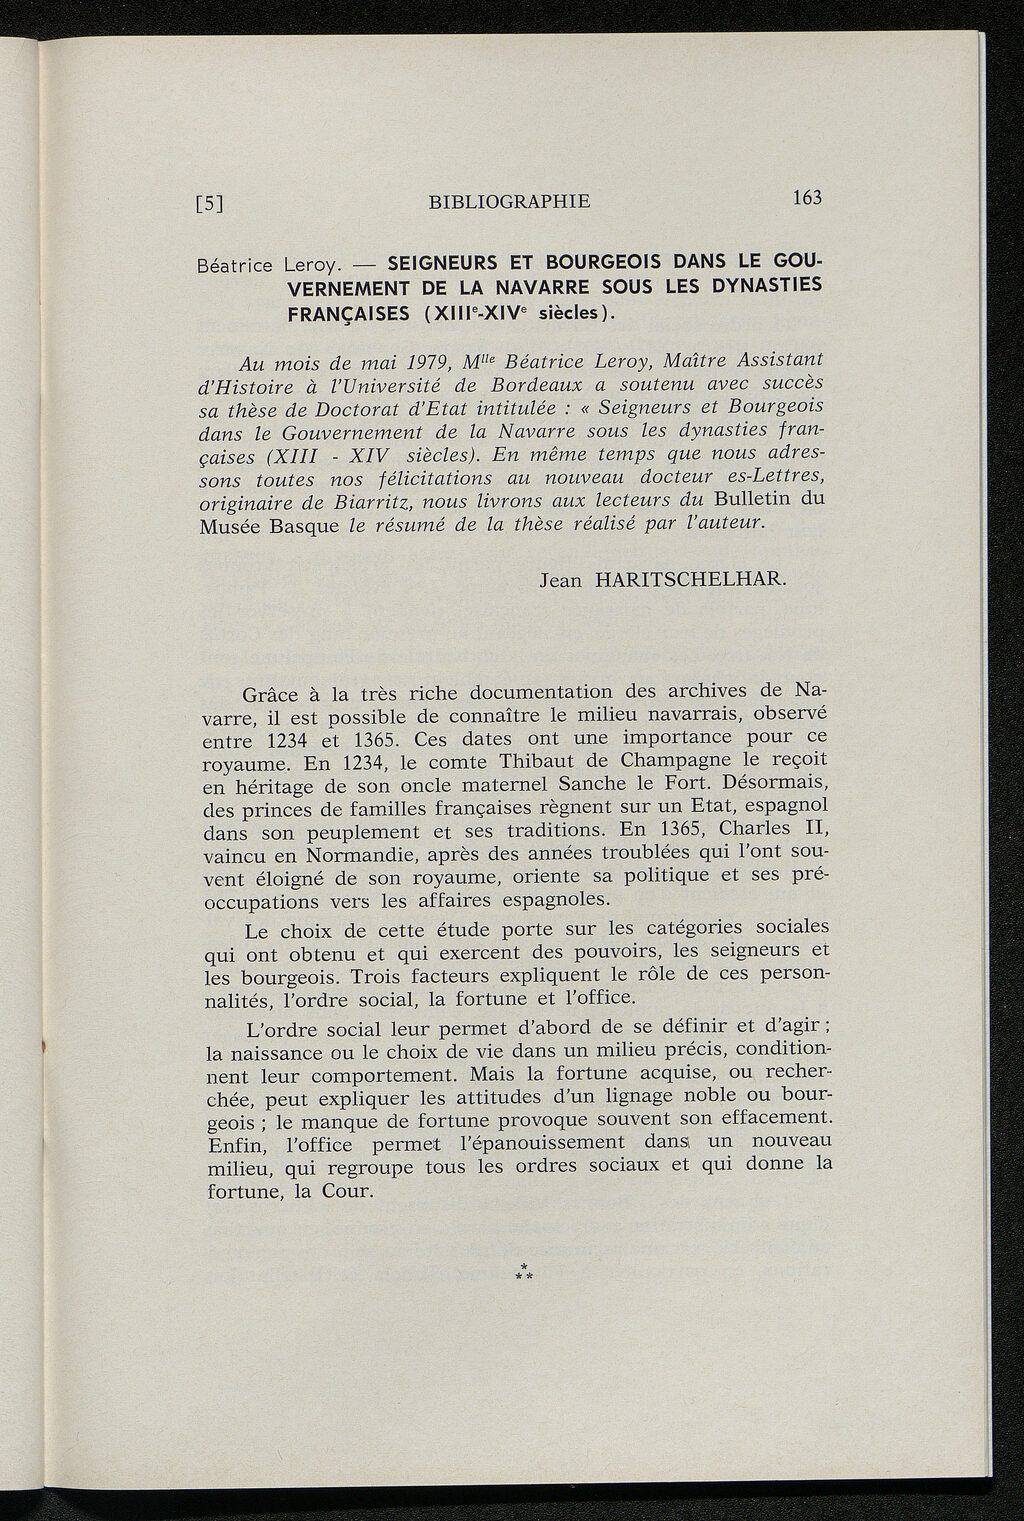 [5] BIBLIOGRAPHIE 163
Béatrice Leroy. — SEIGNEURS ET BOURGEOIS DANS LE GOU-
VERNEMENT DE LA NAVARRE SOUS LES DYNASTIES
FRANÇAISES (XIIIe-XIVe siècles).
Au mois de mai 1979, Mlle Béatrice Leroy, Maître Assistant
d'Histoire à l'Université de Bordeaux a soutenu avec succès
sa thèse de Doctorat d'Etat intitulée : « Seigneurs et Bourgeois
dans le Gouvernement de la Navarre sous les dynasties fran-
çaises (XIII - XIV siècles). En même temps que nous adres-
sons toutes nos félicitations au nouveau docteur es-Lettres,
originaire de Biarritz, nous livrons aux lecteurs du Bulletin du
Musée Basque le résumé de la thèse réalisé par l'auteur.
Jean HARITSCHELHAR.
Grâce à la très riche documentation des archives de Na-
varre, il est possible de connaître le milieu navarrais, observé
entre 1234 et 1365. Ces dates ont une importance pour ce
royaume. En 1234, le comte Thibaut de Champagne le reçoit
en héritage de son oncle maternel Sanche le Fort. Désormais,
des princes de familles françaises règnent sur un Etat, espagnol
dans son peuplement et ses traditions. En 1365, Charles II,
vaincu en Normandie, après des années troublées qui l'ont sou-
vent éloigné de son royaume, oriente sa politique et ses pré-
occupations vers les affaires espagnoles.
Le choix de cette étude porte sur les catégories sociales
qui ont obtenu et qui exercent des pouvoirs, les seigneurs et
les bourgeois. Trois facteurs expliquent le rôle de ces person-
nalités, l'ordre social, la fortune et l'office.
L'ordre social leur permet d'abord de se définir et d'agir ;
la naissance ou le choix de vie dans un milieu précis, condition-
nent leur comportement. Mais la fortune acquise, ou recher-
chée, peut expliquer les attitudes d'un lignage noble ou bour-
geois ; le manque de fortune provoque souvent son effacement.
Enfin, l'office permet l'épanouissement dans un nouveau
milieu, qui regroupe tous les ordres sociaux et qui donne la
fortune, la Cour.
*
**